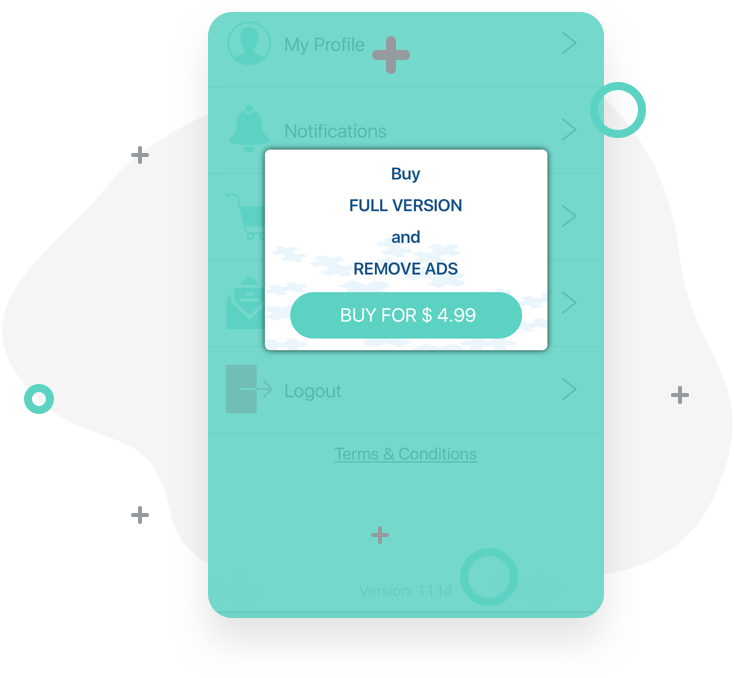 My Profile
Notifications
Buy
FULL VERSION
and
REMOVE ADS
BUY FOR $ 4.99
Logout
Terms & Conditions
Version: 1.1.14